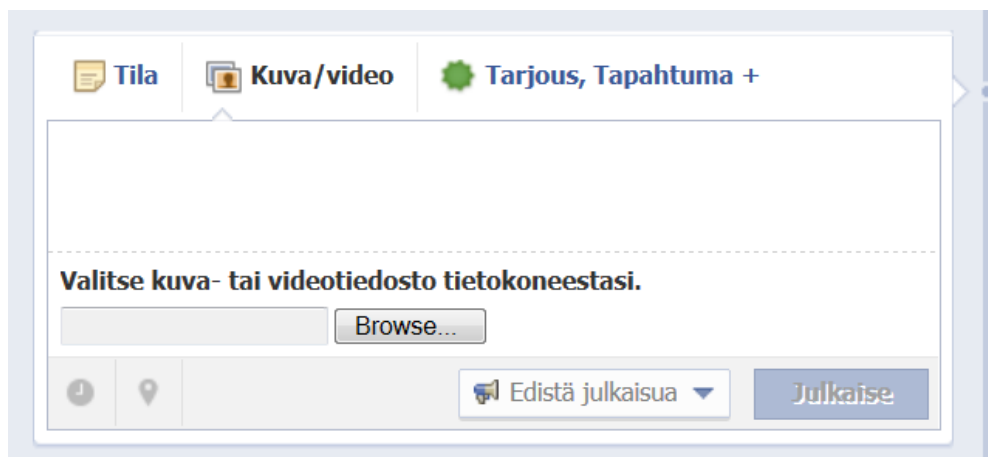 Tila Kuva/video Tarjous, Tapahtuma +
Valitse kuva- tai videotiedosto tietokoneestasi.
Browse...
Edistä julkaisua Julkaise